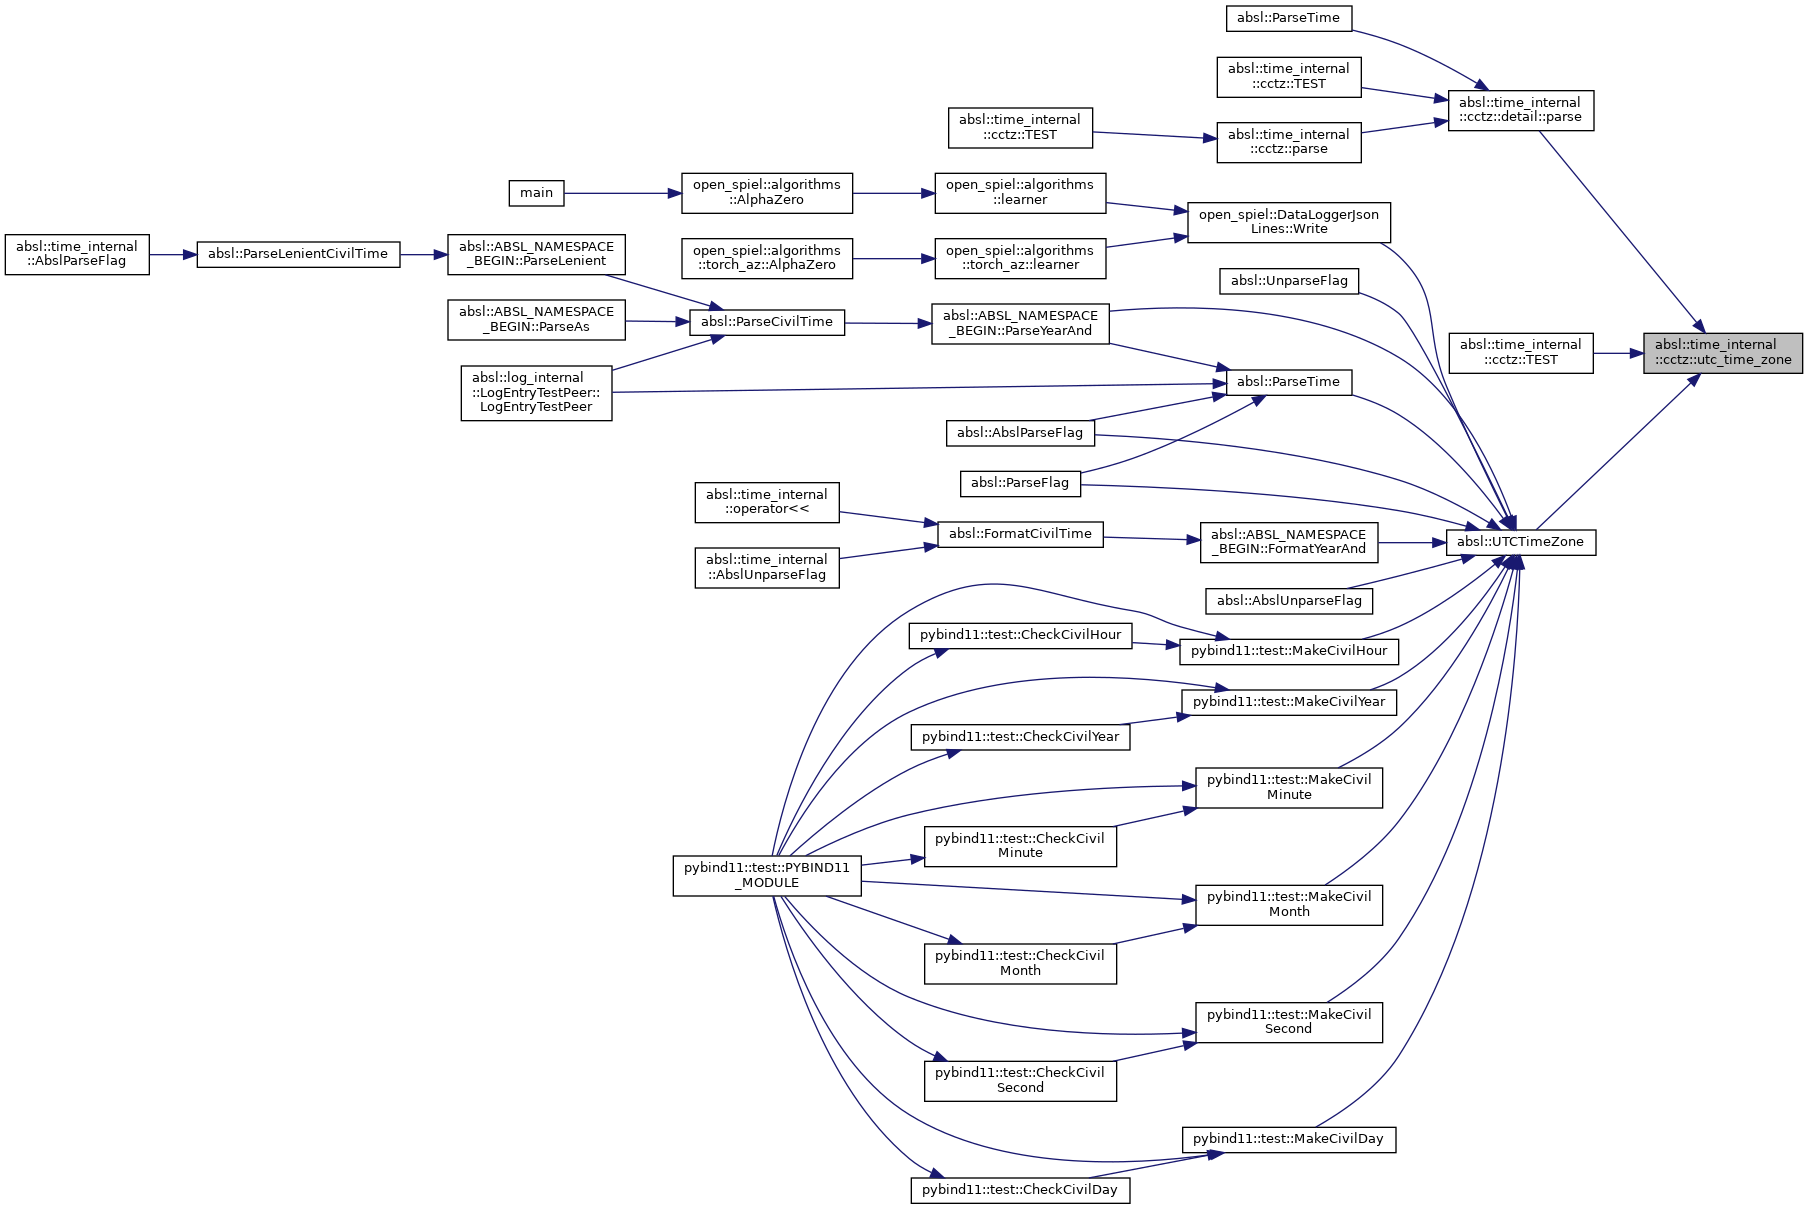 absl::ParseTime
absl::time_internal
::cctz::TEST
absl::time_internal
::cctz::detail::parse
absl::time_internal
::cctz::TEST
absl::time_internal
::cctz::parse
main
open_spiel::algorithms
::AlphaZero
open_spiel::algorithms
::learner
open_spiel::DataLoggerJson
Lines::Write
absl::time_internal
::AbslParseFlag
absl::ParseLenientCivilTime
absl::ABSL_NAMESPACE
_BEGIN::ParseLenient
open_spiel::algorithms
::torch_az::AlphaZero
open_spiel::algorithms
::torch_az::learner
absl::UnparseFlag
absl::ABSL_NAMESPACE
_BEGIN::ParseAs
absl::ParseCivilTime
absl::ABSL_NAMESPACE
_BEGIN::ParseYearAnd
absl::time_internal
::cctz::TEST
absl::time_internal
::cctz::utc_time_zone
absl::log_internal
::LogEntryTestPeer::
LogEntryTestPeer
absl::ParseTime
absl::AbslParseFlag
absl::ParseFlag
absl::time_internal
::operator<<
absl::FormatCivilTime
absl::ABSL_NAMESPACE
_BEGIN::FormatYearAnd
absl::UTCTimeZone
absl::time_internal
::AbslUnparseFlag
absl::AbslUnparseFlag
pybind11::test::CheckCivilHour
pybind11::test::MakeCivilHour
pybind11::test::MakeCivilYear
pybind11::test::CheckCivilYear
pybind11::test::MakeCivil
Minute
pybind11::test::CheckCivil
Minute
pybind11::test::PYBIND11
_MODULE
pybind11::test::MakeCivil
Month
pybind11::test::CheckCivil
Month
pybind11::test::MakeCivil
Second
pybind11::test::CheckCivil
Second
pybind11::test::MakeCivilDay
pybind11::test::CheckCivilDay